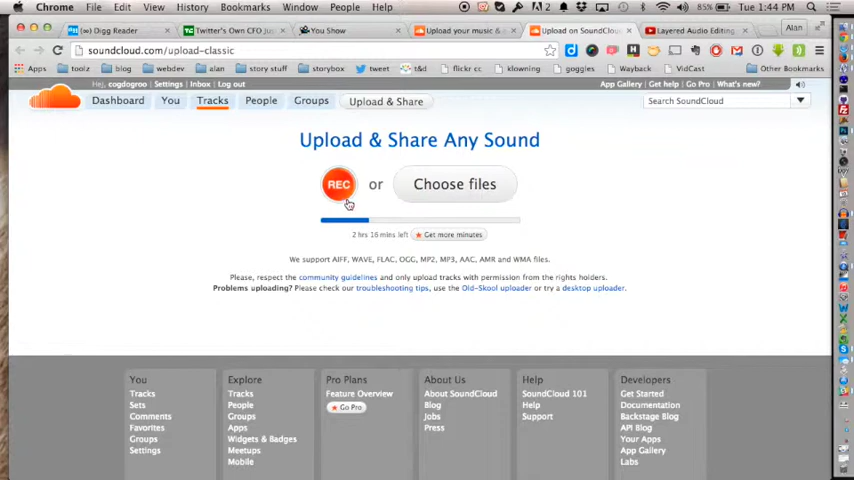 Chrome File Edit View History Bookmarks Window People Help 85% Tue 1:44 PM
(∞) Digg Reader Twitter's Own CFO Jus You Show Upload your music & Upload on SoundClou Layered Audio Editing Alan
soundcloud.com/upload-classic
Apps toolz blog webdev alan story stuff storybox tweet t&d flickr cc klowning goggles Wayback VidCast Other Bookmarks
Hej, cogdogroo Settings Inbox Log out App Gallery Get help Go Pro What's new?
Dashboard You Tracks People Groups Upload & Share Search SoundCloud
Upload & Share Any Sound
REC or Choose files
2 hrs 16 mins left Get more minutes
We support AIFF, WAVE, FLAC, OGG, MP2, MP3, AAC, AMR and WMA files.
Please, respect the community guidelines and only upload tracks with permission from the rights holders.
Problems uploading? Please check our troubleshooting tips, use the Old-Skool uploader or try a desktop uploader.
You Explore Pro Plans About Us Help Developers
Tracks Tracks Feature Overview About SoundCloud SoundCloud 101 Get Started
Sets People Go Pro Blog Help Documentation
Comments Groups Jobs Support Backstage Blog
Favorites Apps Press API Blog
Groups Widgets & Badges Your Apps
Settings Meetups App Gallery
Mobile Labs